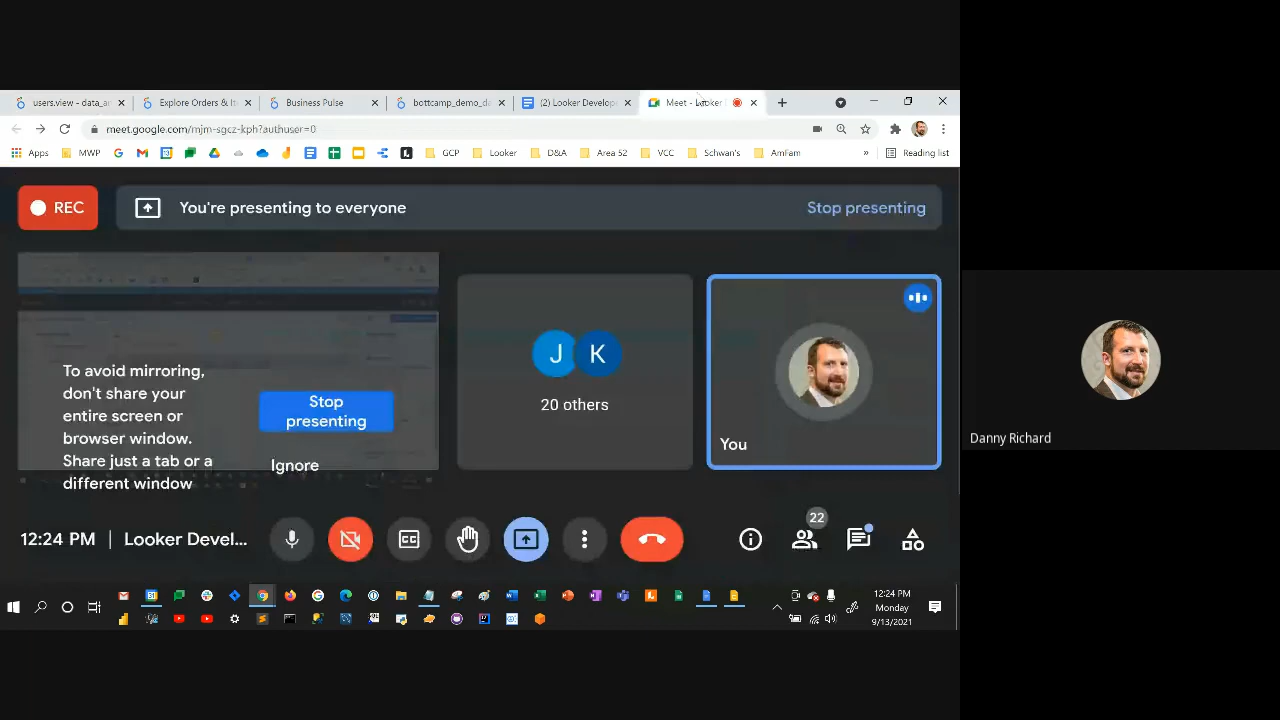 users.view - data_a
Explore Orders & It
Business Pulse
bottcamp_demo_d
(2) Looker Develop
Meet - Looker
meet.google.com/mjm-sgcz-kph?authuser=0
Apps
MWP
GCP
Looker
D&A
Area 52
VCC
Schwan's
AmFam
»
Reading list
REC
You're presenting to everyone
Stop presenting
To avoid mirroring,
don't share your
entire screen or
browser window.
Share just a tab or a
different window
Stop
presenting
Ignore
J
K
20 others
You
Danny Richard
12:24 PM | Looker Devel...
CC
22
12:24 PM
Monday
9/13/2021